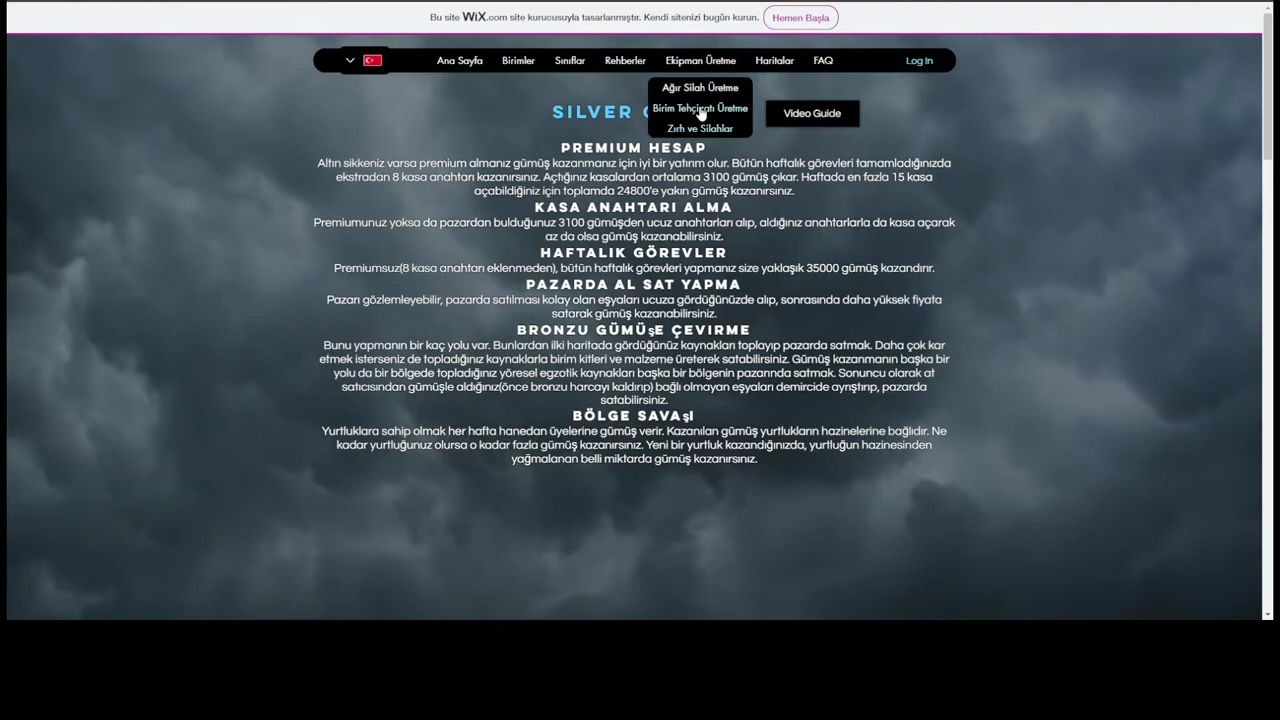 Bu site WiX.com site kurucusuyla tasarlanmıştır. Kendi sitenizi bugün kurun. Hemen Başla
Ana Sayfa Birimler Sınıflar Rehberler Ekipman Üretme Haritalar FAQ Log In
Ağır Silah Üretme
Birim Tehçizatı Üretme
Zırh ve Silahlar
SILVER
Video Guide
PREMIUM HESAP
Altın sikkeniz varsa premium almanız gümüş kazanmanız için iyi bir yatırım olur. Bütün haftalık görevleri tamamladığınızda
ekstradan 8 kasa anahtarı kazanırsınız. Açtığınız kasalardan ortalama 3100 gümüş çıkar. Haftada en fazla 15 kasa
açabildiğiniz için toplamda 24800'e yakın gümüş kazanırsınız.
KASA ANAHTARI ALMA
Premiumunuz yoksa da pazardan bulduğunuz 3100 gümüşden ucuz anahtarları alıp, aldığınız anahtarlarla da kasa açarak
az da olsa gümüş kazanabilirsiniz.
HAFTALIK GÖREVLER
Premiumsuz(8 kasa anahtarı eklenmeden), bütün haftalık görevleri yapmanız size yaklaşık 35000 gümüş kazandırır.
PAZARDA AL SAT YAPMA
Pazarı gözlemleyebilir, pazarda satılması kolay olan eşyaları ucuza gördüğünüzde alıp, sonrasında daha yüksek fiyata
satarak gümüş kazanabilirsiniz.
BRONZU GÜMÜŞE ÇEVIRME
Bunu yapmanın bir kaç yolu var. Bunlardan ilki haritada gördüğünüz kaynakları toplayıp pazarda satmak. Daha çok kar
etmek isterseniz de topladığınız kaynaklarla birim kitleri ve malzeme üreterek satabilirsiniz. Gümüş kazanmanın başka bir
yolu da bir bölgede topladığınız yöresel egzotik kaynakları başka bir bölgenin pazarında satmak. Sonuncu olarak at
satıcısından gümüşle aldığınız(önce bronzu harcayı kaldırıp) bağlı olmayan eşyaları demircide ayrıştırıp, pazarda
satabilirsiniz.
BÖLGE SAVAŞI
Yurtluklara sahip olmak her hafta hanedan üyelerine gümüş verir. Kazanılan gümüş yurtlukların hazinelerine bağlıdır. Ne
kadar yurtluğunuz olursa o kadar fazla gümüş kazanırsınız. Yeni bir yurtluk kazandığınızda, yurtluğun hazinesinden
yağmalanan belli miktarda gümüş kazanırsınız.